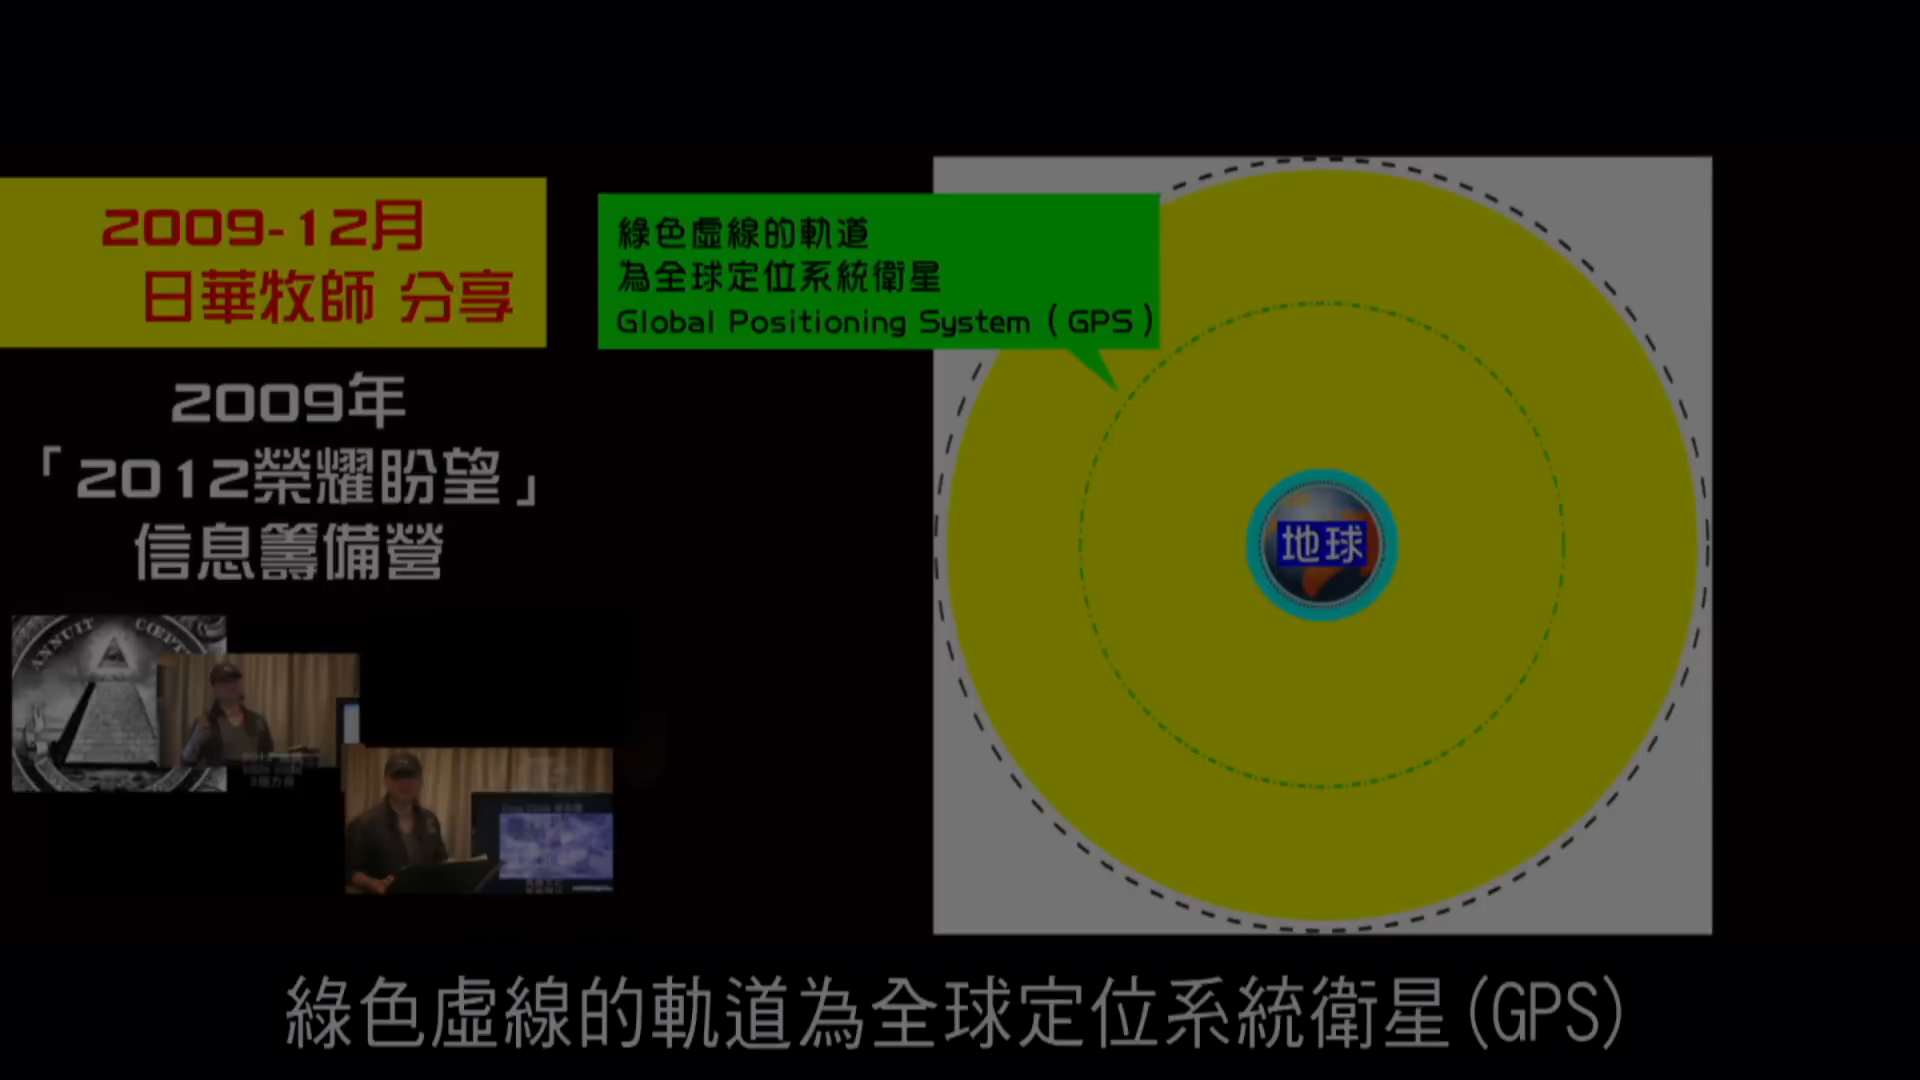 2009-12月
日華牧師 分享
2009年
「2012榮耀盼望」
信息籌備營
綠色虛線的軌道
為全球定位系統衛星
Global Positioning System (GPS)
地球
ANNUIT
綠色虛線的軌道為全球定位系統衛星(GPS)